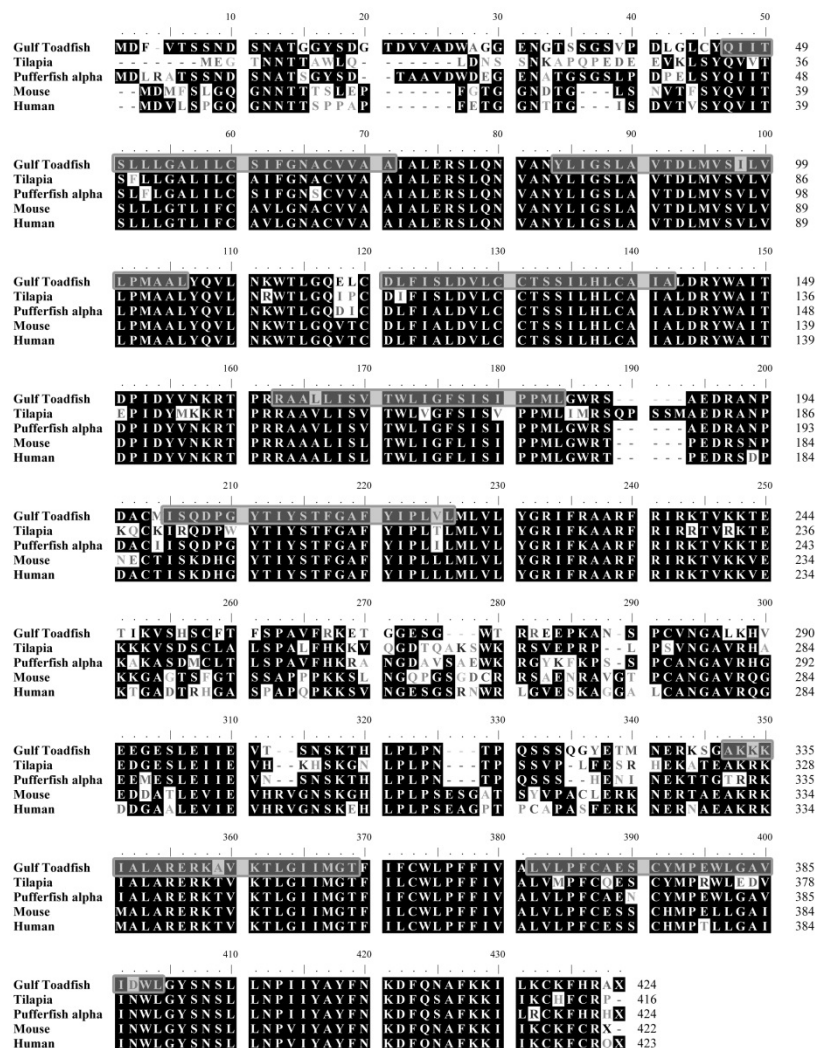 10 20 30 40 50
Gulf Toadfish MDF-VTSSND SNATGGYSDG TDVVADWAGG ENGTSSGSVP DLGLCYQIIT 49
Tilapia -------MEG TNNTTAWLQ- ------LDNS SNKAPQPEDE EVKLSYQVVT 36
Pufferfish alpha MDLRATSSND SNATSGYSD- -TAAVDWDEG ENATGSGSLP DPELSYQVIT 48
Mouse --MDMFSLGQ GNNTTTSLEP ------FGTG GNDTG---LS NVTFSYQVIT 39
Human --MDVLSPGQ GNNTTSPPAP ------FETG GNTTG---IS DVTVSYQVIT 39
60 70 80 90 100
Gulf Toadfish SLLLGALILC SIFGNACVVA AIALERSLQN VANYLIGSLA VTDLMVSILV 99
Tilapia SFLLGALILC AIFGNACVVA AIALERSLQN VANYLIGSLA VTDLMVSVLV 86
Pufferfish alpha SLFLGALILC SIFGNSCVVA AIALERSLQN VANYLIGSLA VTDLMVSVLV 98
Mouse SLLLGTLIFC AVLGNACVVA AIALERSLQN VANYLIGSLA VTDLMVSVLV 89
Human SLLLGTLIFC AVLGNACVVA AIALERSLQN VANYLIGSLA VTDLMVSVLV 89
110 120 130 140 150
Gulf Toadfish LPMAALYQVL NKWTLGQELC DLFISLDVLC CTSSILHLCA IALDRYWAIT 149
Tilapia LPMAALYQVL NRWTLGQIPC DIFISLDVLC CTSSILHLCA IALDRYWAIT 136
Pufferfish alpha LPMAALYQVL NKWTLGQDIC DLFIALDVLC CTSSILHLCA IALDRYWAIT 148
Mouse LPMAALYQVL NKWTLGQVTC DLFIALDVLC CTSSILHLCA IALDRYWAIT 139
Human LPMAALYQVL NKWTLGQVTC DLFIALDVLC CTSSILHLCA IALDRYWAIT 139
160 170 180 190 200
Gulf Toadfish DPIDYVNKRT PRRAALLISV TWLIGFSISI PPMLGWRS-- ---AEDRANP 194
Tilapia EPIDYMKKRT PRRAAVLISV TWLVGFSISV PPMLIMRSQP SSMAEDRANP 186
Pufferfish alpha DPIDYVNKRT PRRAAVLISV TWLIGFSISI PPMLGWRS-- ---AEDRANP 193
Mouse DPIDYVNKRT PRRAAALISL TWLIGFLISI PPMLGWRT-- ---PEDRSNP 184
Human DPIDYVNKRT PRRAAALISL TWLIGFLISI PPMLGWRT-- ---PEDRSDP 184
210 220 230 240 250
Gulf Toadfish DACMISQDPG YTIYSTFGAF YIPLVLMLVL YGRIFRAARF RIRKTVKKTE 244
Tilapia KQCKIRQDPW YTIYSTFGAF YIPLTLMLVL YGRIFKAARF RIRRTVRKTE 236
Pufferfish alpha DACIISQDPG YTIYSTFGAF YIPLILMLVL YGRIFKAARF RIRKTVKKTE 243
Mouse NECTISKDHG YTIYSTFGAF YIPLLLMLVL YGRIFRAARF RIRKTVKKVE 234
Human DACTISKDHG YTIYSTFGAF YIPLLLMLVL YGRIFRAARF RIRKTVKKVE 234
260 270 280 290 300
Gulf Toadfish TIKVSHSCFT FSPAVFRKET GGESG---WT RREEPKAN-S PCVNGALKHV 290
Tilapia KKKVSDSCLA LSPALFHKKV QGDTQAKSWK RSVEPRP--L PSVNGAVRHA 284
Pufferfish alpha KAKASDMCLT LSPAVFHKRA NGDAVSAEWK RGYKFKPS-S PCANGAVRHG 292
Mouse KKGAGTSFGT SSAPPPKKSL NGQPGSGDCR RSAENRAVGT PCANGAVRQG 284
Human KTGADTRHGA SPAPQPKKSV NGESGSRNWR LGVESKAGGA LCANGAVRQG 284
310 320 330 340 350
Gulf Toadfish EEGESLEIIE VT--SNSKTH LPLPN---TP QSSSQGYETM NERKSGAKKK 335
Tilapia EDGESLEIIE VH--KHSKGN LPLPN---TP SSVP-LFESR HEKATEAKRK 328
Pufferfish alpha EEMESLEIIE VN--SNSKTH LPLPN---TP QSSS--HENI NEKTTGTRRK 335
Mouse EDDATLEVIE VHRVGNSKGH LPLPSESGAT SYVPACLERK NERTAEAKRK 334
Human DDGAALEVIE VHRVGNSKEH LPLPSEAGPT PCAPASFERK NERNAEAKRK 334
360 370 380 390 400
Gulf Toadfish IALARERKAV KTLGIIMGTF IFCWLPFFIV ALVLPFCAES CYMPEWLGAV 385
Tilapia IALARERKTV KTLGIIMGTF ILCWLPFFIV ALVMPFCQES CYMPRWLEDV 378
Pufferfish alpha IALARERKTV KTLGIIMGTF IFCWLPFFIV ALVLPFCAEN CYMPEWLGAV 385
Mouse MALARERKTV KTLGIIMGTF ILCWLPFFIV ALVLPFCESS CHMPELLGAI 384
Human MALARERKTV KTLGIIMGTF ILCWLPFFIV ALVLPFCESS CHMPTLLGAI 384
410 420 430
Gulf Toadfish IDWLGYSNSL LNPIIYAYFN KDFQSAFKKI LKCKFHRAX 424
Tilapia INWLGYSNSL LNPIIYAYFN KDFQSAFKKI IKCHFCRP- 416
Pufferfish alpha INWLGYSNSL LNPIIYAYFN KDFQSAFKKI LRCKFHRHX 424
Mouse INWLGYSNSL LNPVIYAYFN KDFQNAFKKI IKCKFCRX- 422
Human INWLGYSNSL LNPVIYAYFN KDFQNAFKKI IKCKFCRQX 423